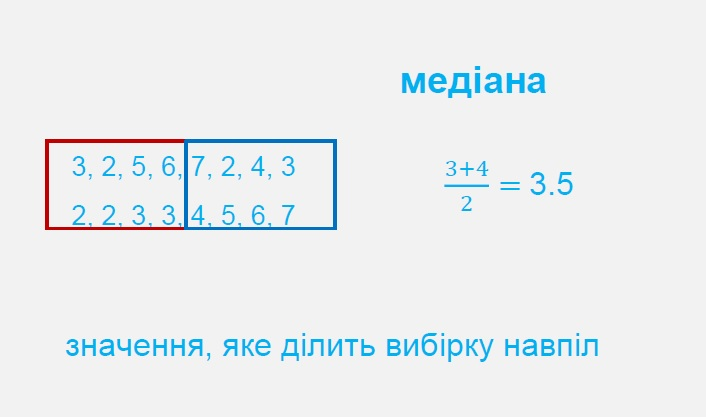 медіана
3, 2, 5, 6, 7, 2, 4, 3
2, 2, 3, 3, 4, 5, 6, 7
3+4
2
= 3.5
значення, яке ділить вибірку навпіл